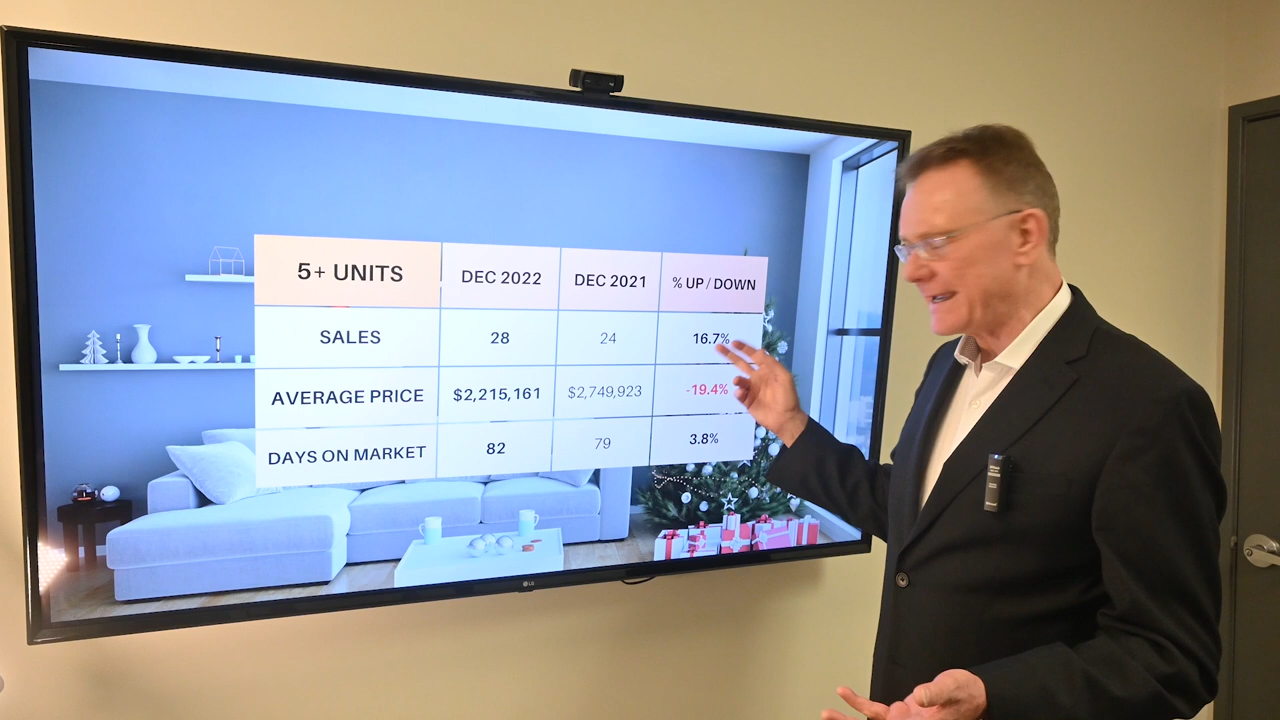 5+ UNITS DEC 2022 DEC 2021 % UP / DOWN
SALES 28 24 16.7%
AVERAGE PRICE $2,215,161 $2,749,923 -19.4%
DAYS ON MARKET 82 79 3.8%
LG